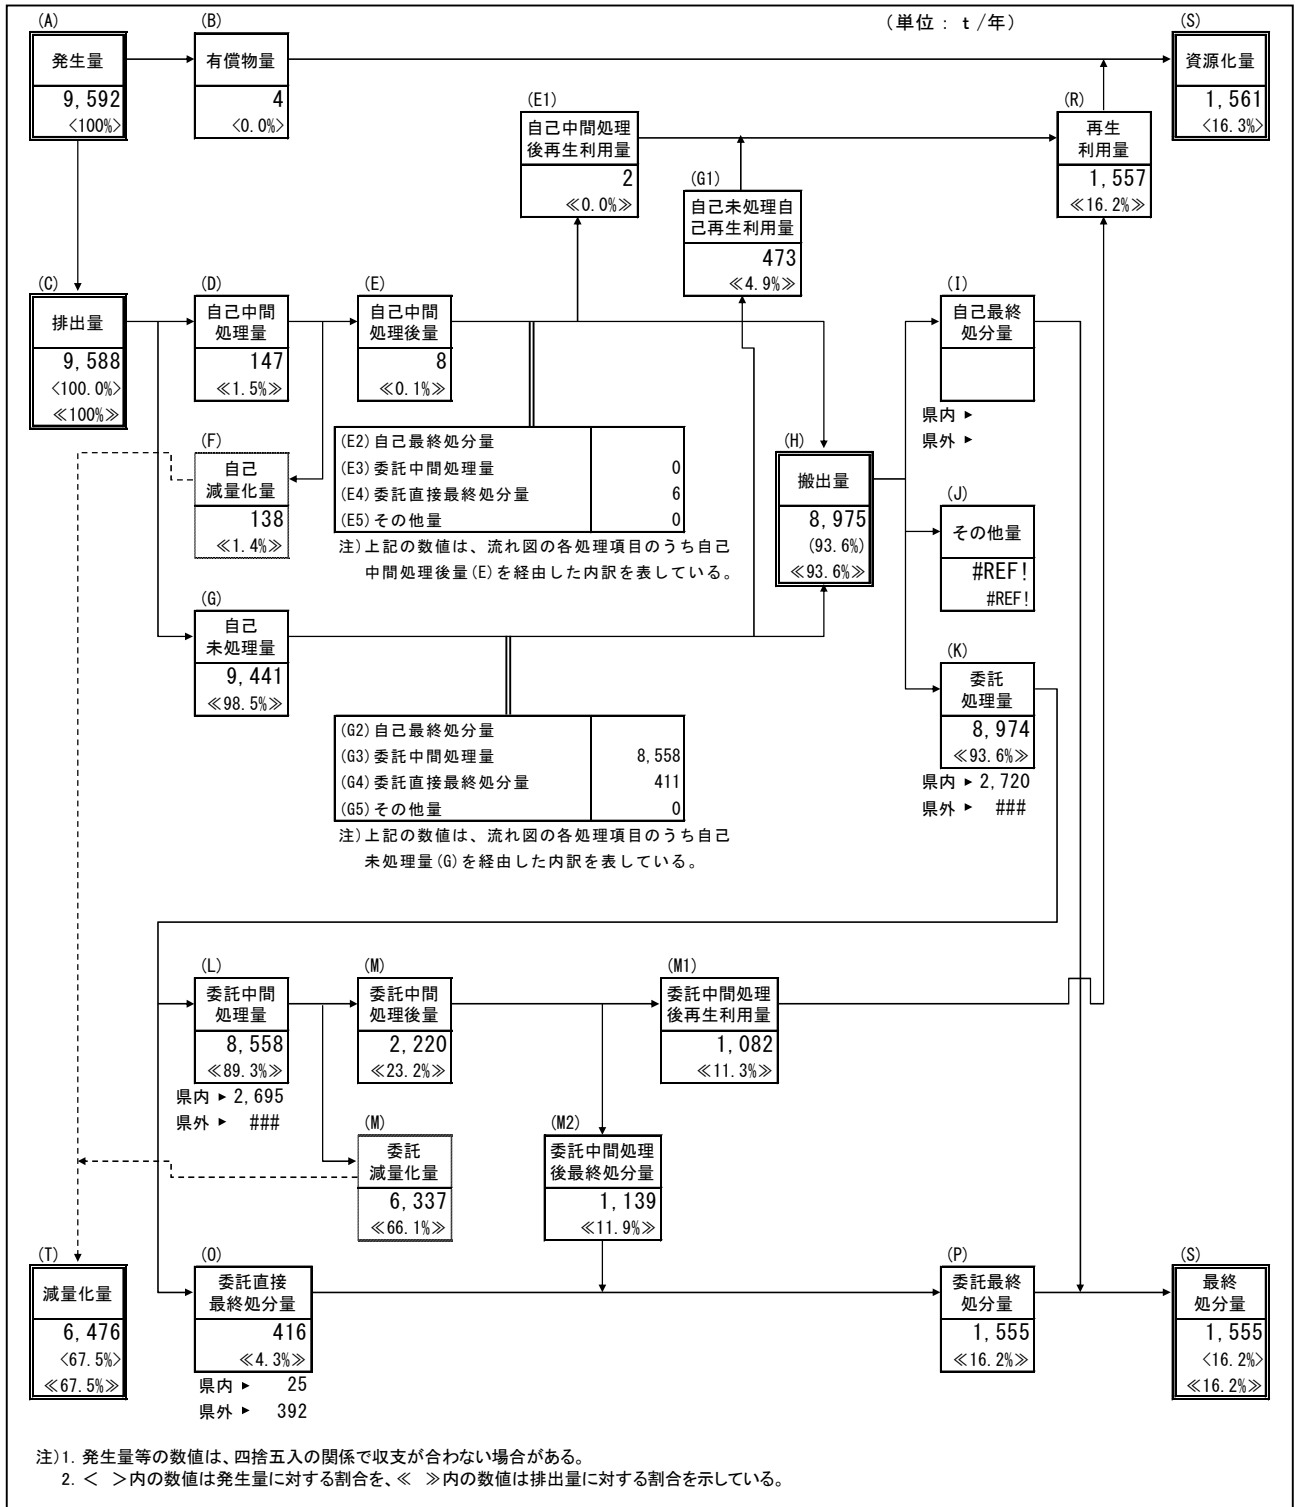 (A)
(B)
(単位：ｔ/年)
(S)
発生量
9,592
<100%>
有償物量
4
<0.0%>
資源化量
1,561
<16.3%>
(E1)
自己中間処理
後再生利用量
2
≪0.0%≫
(R)
再生
利用量
1,557
≪16.2%≫
(G1)
自己未処理自
己再生利用量
473
≪4.9%≫
(C)
排出量
9,588
<100.0%>
≪100%≫
(D)
自己中間
処理量
147
≪1.5%≫
(E)
自己中間
処理後量
8
≪0.1%≫
(I)
自己最終
処分量
県内 ▶
県外 ▶
(F)
自己
減量化量
138
≪1.4%≫
(E2)自己最終処分量
(E3)委託中間処理量 0
(E4)委託直接最終処分量 6
(E5)その他量 0
注)上記の数値は、流れ図の各処理項目のうち自己
中間処理後量(E)を経由した内訳を表している。
(H)
搬出量
8,975
(93.6%)
≪93.6%≫
(J)
その他量
#REF!
#REF!
(G)
自己
未処理量
9,441
≪98.5%≫
(K)
委託
処理量
8,974
≪93.6%≫
県内 ▶ 2,720
県外 ▶ ###
(G2)自己最終処分量
(G3)委託中間処理量 8,558
(G4)委託直接最終処分量 411
(G5)その他量 0
注)上記の数値は、流れ図の各処理項目のうち自己
未処理量(G)を経由した内訳を表している。
(L)
委託中間
処理量
8,558
≪89.3%≫
県内 ▶ 2,695
県外 ▶ ###
(M)
委託中間
処理後量
2,220
≪23.2%≫
(M1)
委託中間処理
後再生利用量
1,082
≪11.3%≫
(M)
委託
減量化量
6,337
≪66.1%≫
(M2)
委託中間処理
後最終処分量
1,139
≪11.9%≫
(T)
減量化量
6,476
<67.5%>
≪67.5%≫
(O)
委託直接
最終処分量
416
≪4.3%≫
県内 ▶ 25
県外 ▶ 392
(P)
委託最終
処分量
1,555
≪16.2%≫
(S)
最終
処分量
1,555
<16.2%>
≪16.2%≫
注)1. 発生量等の数値は、四捨五入の関係で収支が合わない場合がある。
2. ＜ ＞内の数値は発生量に対する割合を、≪ ≫内の数値は排出量に対する割合を示している。